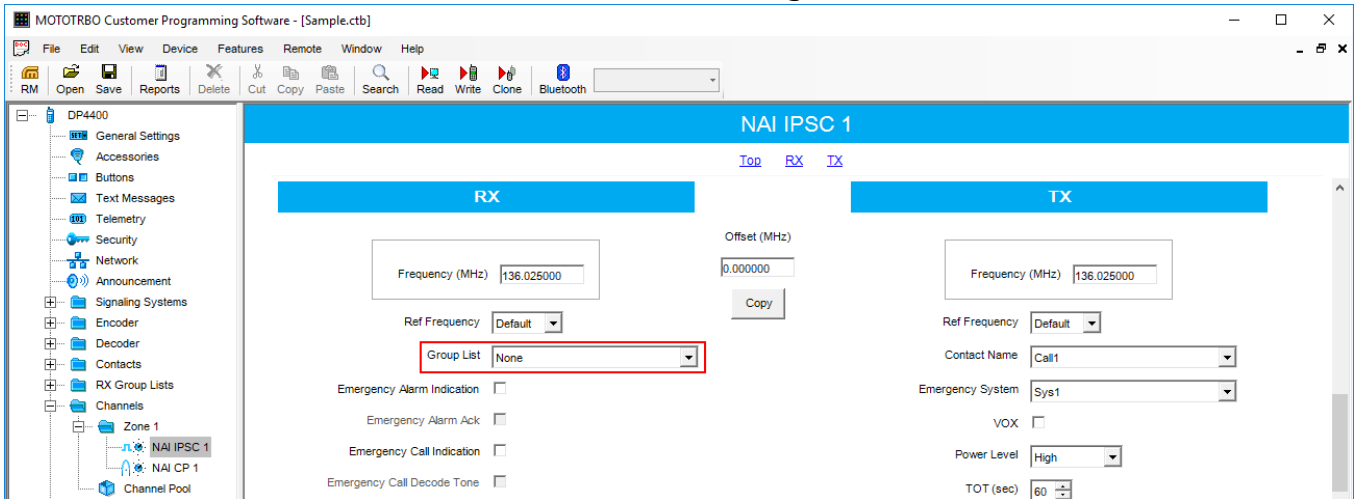 MOTOTRBO Customer Programming Software - [Sample.ctb]
File Edit View Device Features Remote Window Help
RM Open Save Reports Delete Cut Copy Paste Search Read Write Clone Bluetooth
DP4400
General Settings
Accessories
Buttons
Text Messages
Telemetry
Security
Network
Announcement
Signaling Systems
Encoder
Decoder
Contacts
RX Group Lists
Channels
Zone 1
NAI IPSC 1
NAI CP 1
Channel Pool
NAI IPSC 1
Top RX TX
RX
Frequency (MHz) 136.025000
Ref Frequency Default
Group List None
Emergency Alarm Indication
Emergency Alarm Ack
Emergency Call Indication
Emergency Call Decode Tone
Offset (MHz)
0.000000
Copy
TX
Frequency (MHz) 136.025000
Ref Frequency Default
Contact Name Call1
Emergency System Sys1
VOX
Power Level High
TOT (sec) 60